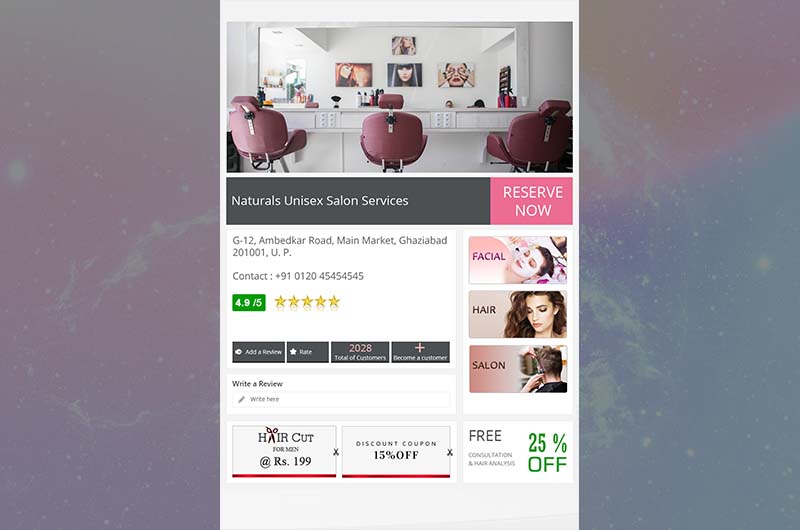 Naturals Unisex Salon Services
RESERVE
NOW
G-12, Ambedkar Road, Main Market, Ghaziabad
201001, U. P.
Contact : +91 0120 45454545
4.9 /5
Add a Review
Rate
2028
Total of Customers
+
Become a customer
FACIAL
HAIR
SALON
Write a Review
Write here
HAIR CUT
FOR MEN
@ Rs. 199
DISCOUNT COUPON
15%OFF
FREE
CONSULTATION
& HAIR ANALYSIS
25 %
OFF